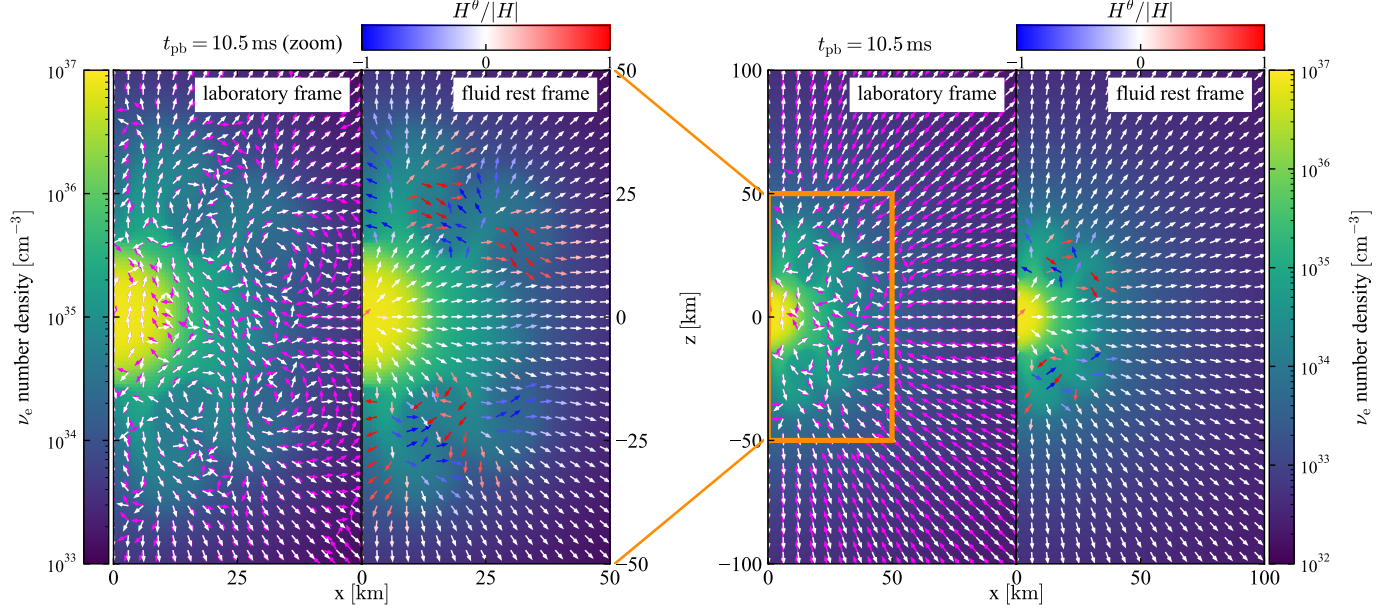 H^θ/|H|
t_pb = 10.5 ms (zoom)
−1 0 1
laboratory frame
fluid rest frame
ν_e number density [cm^−3]
10^37
10^36
10^35
10^34
10^33
50
25
0
−25
−50
z [km]
0 25 0 25 50
x [km]
H^θ/|H|
t_pb = 10.5 ms
−1 0 1
laboratory frame
fluid rest frame
100
50
0
−50
−100
0 50 0 50 100
x [km]
10^37
10^36
10^35
10^34
10^33
10^32
ν_e number density [cm^−3]